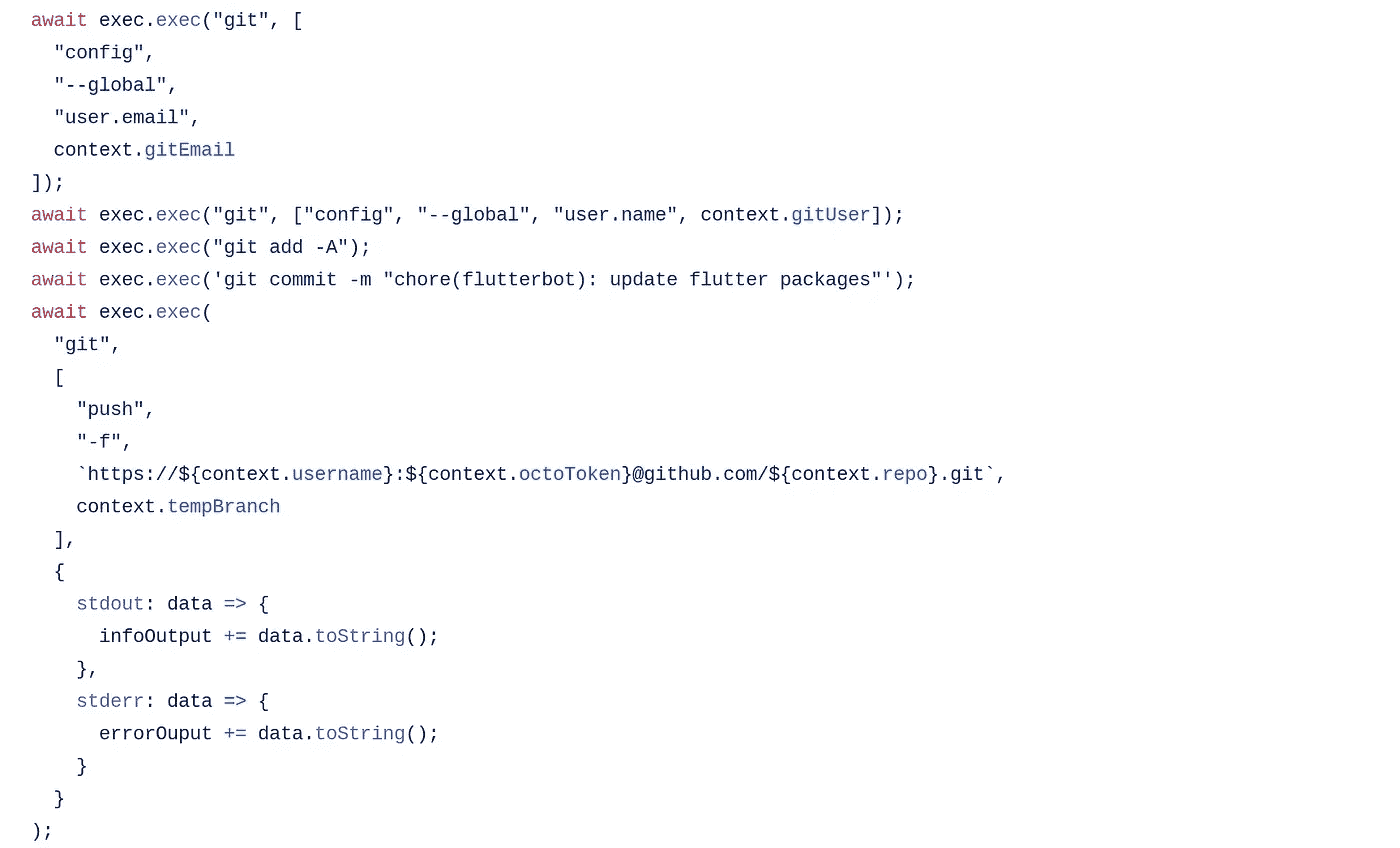 await exec.exec("git", [
  "config",
  "--global",
  "user.email",
  context.gitEmail
]);
await exec.exec("git", ["config", "--global", "user.name", context.gitUser]);
await exec.exec("git add -A");
await exec.exec('git commit -m "chore(flutterbot): update flutter packages"');
await exec.exec(
  "git",
  [
    "push",
    "-f",
    `https://${context.username}:${context.octoToken}@github.com/${context.repo}.git`,
    context.tempBranch
  ],
  {
    stdout: data => {
      infoOutput += data.toString();
    },
    stderr: data => {
      errorOuput += data.toString();
    }
  }
);